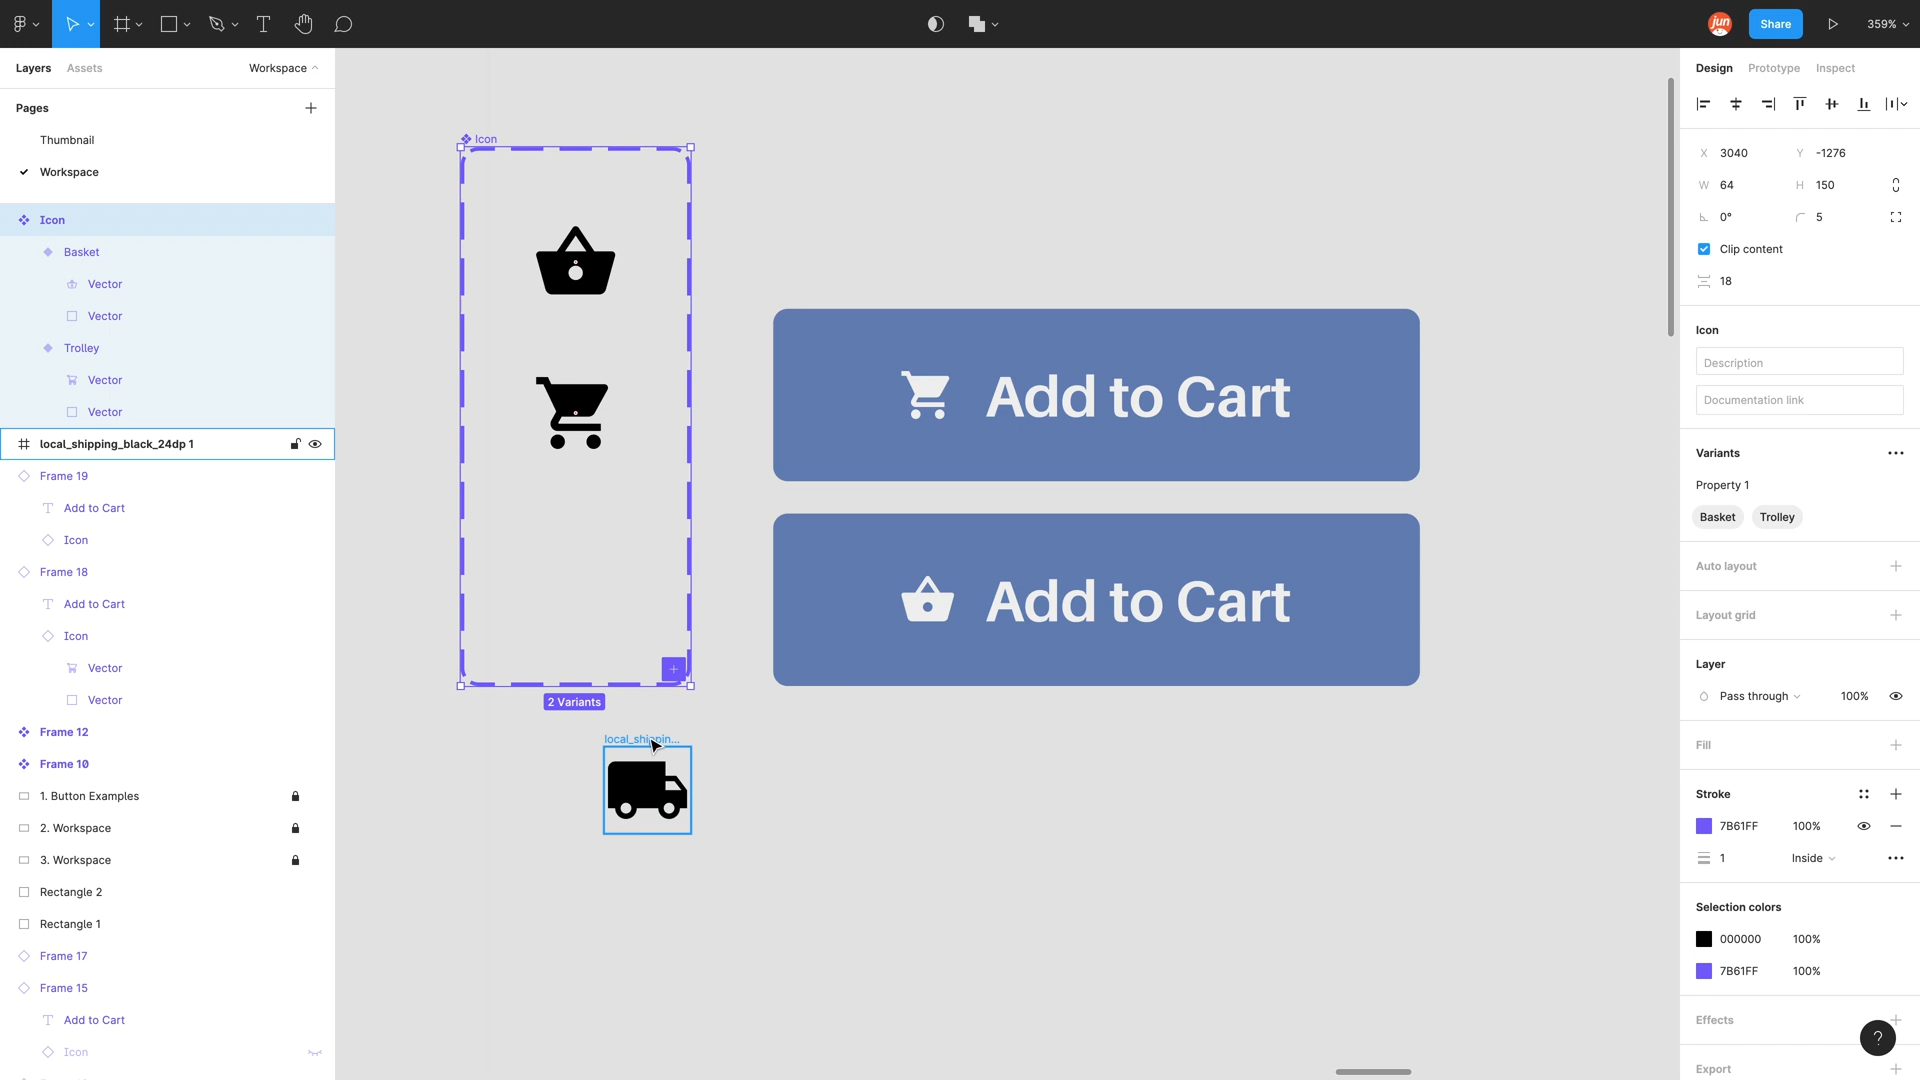 jun
Share
359%
Layers
Assets
Workspace
Pages
Thumbnail
Workspace
Icon
Basket
Vector
Vector
Trolley
Vector
Vector
local_shipping_black_24dp 1
Frame 19
Add to Cart
Icon
Frame 18
Add to Cart
Icon
Vector
Vector
Frame 12
Frame 10
1. Button Examples
2. Workspace
3. Workspace
Rectangle 2
Rectangle 1
Frame 17
Frame 15
Add to Cart
Icon
Icon
2 Variants
local_shippin...
Add to Cart
Add to Cart
Design
Prototype
Inspect
X 3040
Y -1276
W 64
H 150
0°
5
Clip content
18
Icon
Description
Documentation link
Variants
Property 1
Basket
Trolley
Auto layout
Layout grid
Layer
Pass through
100%
Fill
Stroke
7B61FF
100%
1
Inside
Selection colors
000000
100%
7B61FF
100%
Effects
?
Export